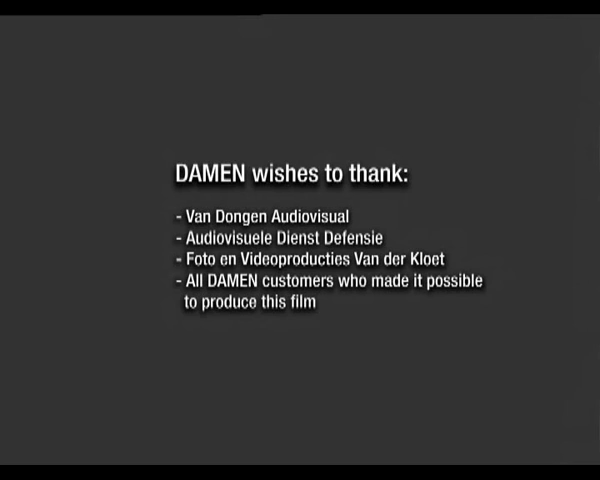 DAMEN wishes to thank:
- Van Dongen Audiovisual
- Audiovisuele Dienst Defensie
- Foto en Videoproducties Van der Kloet
- All DAMEN customers who made it possible
to produce this film